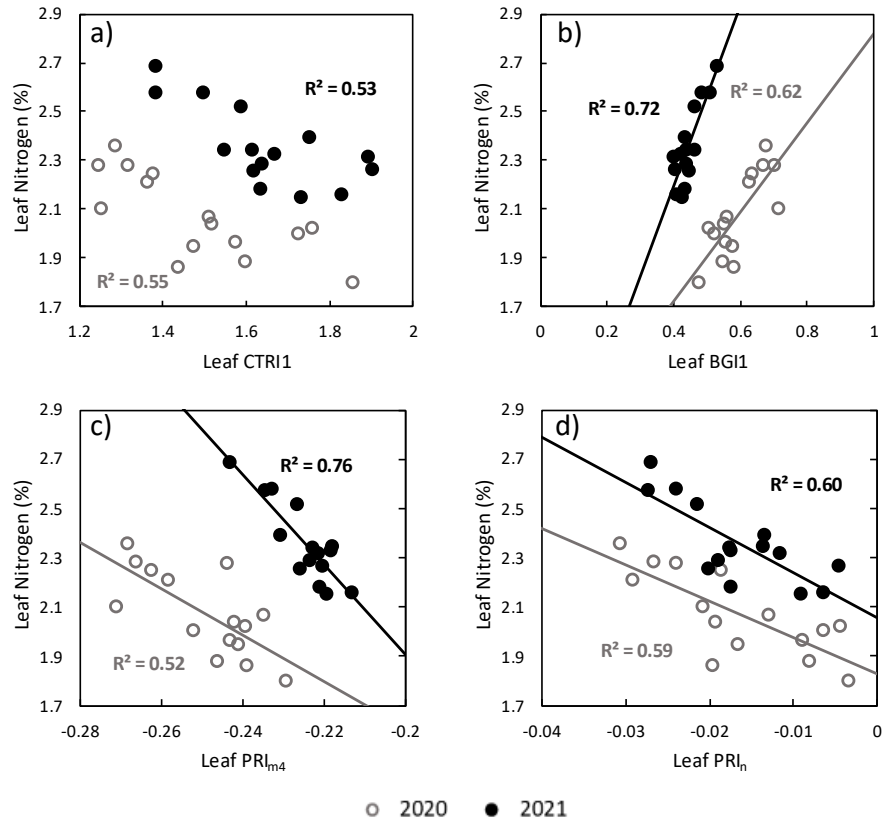 a)
2.9
2.7
2.5
2.3
2.1
1.9
1.7
Leaf Nitrogen (%)
R² = 0.53
R² = 0.55
1.2 1.4 1.6 1.8 2
Leaf CTRI1
b)
2.9
2.7
2.5
2.3
2.1
1.9
1.7
Leaf Nitrogen (%)
R² = 0.72
R² = 0.62
0 0.2 0.4 0.6 0.8 1
Leaf BGI1
c)
2.9
2.7
2.5
2.3
2.1
1.9
1.7
Leaf Nitrogen (%)
R² = 0.76
R² = 0.52
-0.28 -0.26 -0.24 -0.22 -0.2
Leaf PRIm4
d)
2.9
2.7
2.5
2.3
2.1
1.9
1.7
Leaf Nitrogen (%)
R² = 0.60
R² = 0.59
-0.04 -0.03 -0.02 -0.01 0
Leaf PRIn
2020 2021